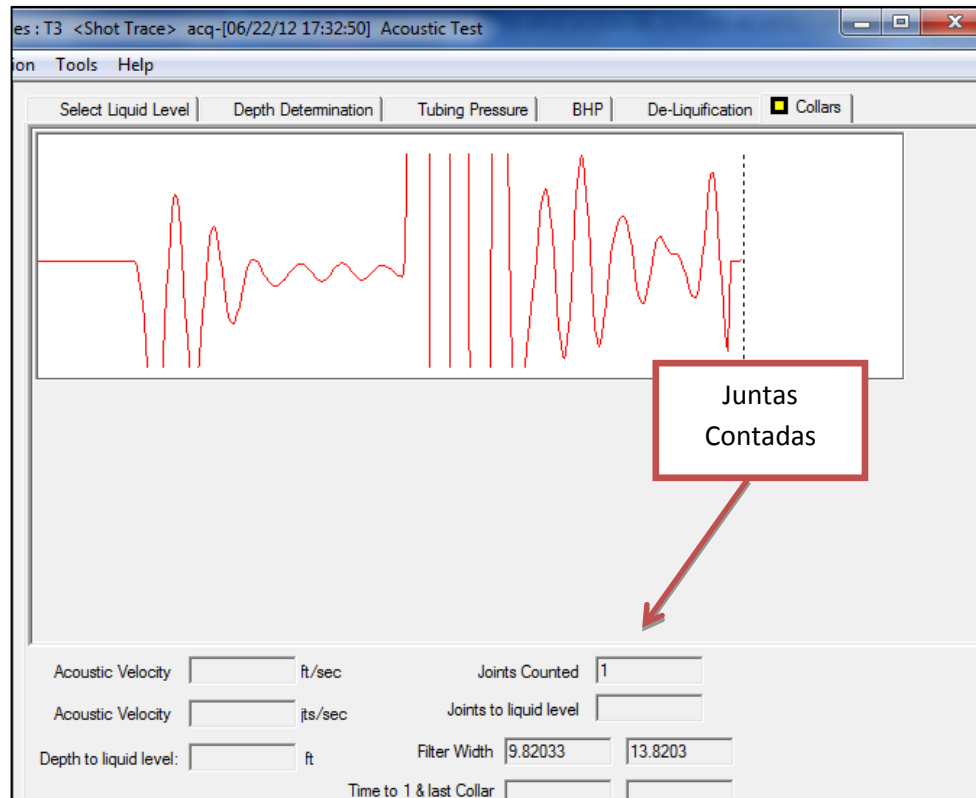 es : T3 <Shot Trace> acq-[06/22/12 17:32:50] Acoustic Test
ion Tools Help
Select Liquid Level Depth Determination Tubing Pressure BHP De-Liquification Collars
Juntas
Contadas
Acoustic Velocity ft/sec Joints Counted 1
Acoustic Velocity jts/sec Joints to liquid level
Depth to liquid level: ft Filter Width 9.82033 13.8203
Time to 1 & last Collar